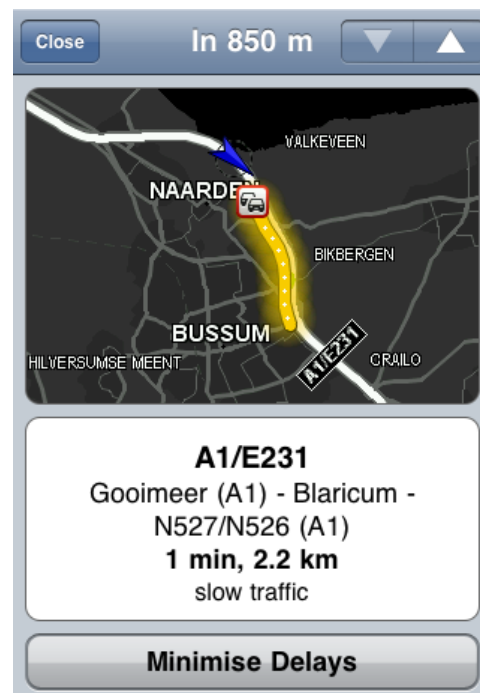 Close
In 850 m
VALKEVEEN
NAARDEN
BIKBERGEN
BUSSUM
HILVERSUMSE MEENT
A1/E231
CRAILO
A1/E231
Gooimeer (A1) - Blaricum -
N527/N526 (A1)
1 min, 2.2 km
slow traffic
Minimise Delays